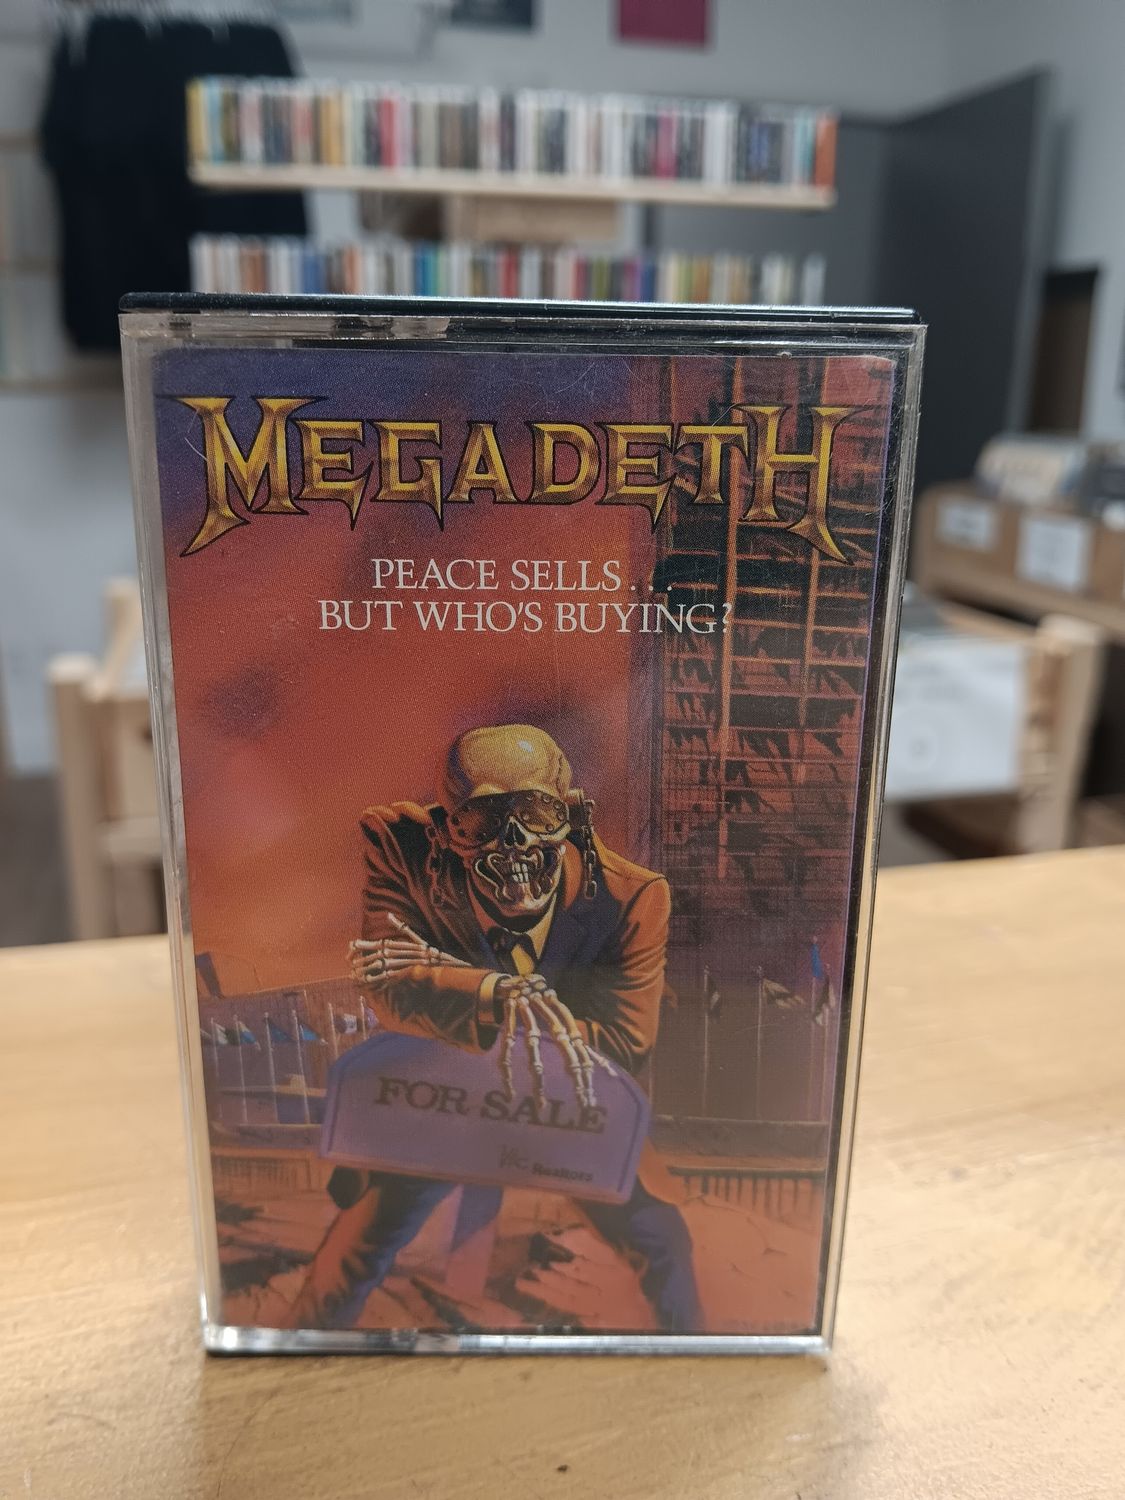 MEGADETH
PEACE SELLS...
BUT WHO'S BUYING?
FOR SALE
Vic Realtors